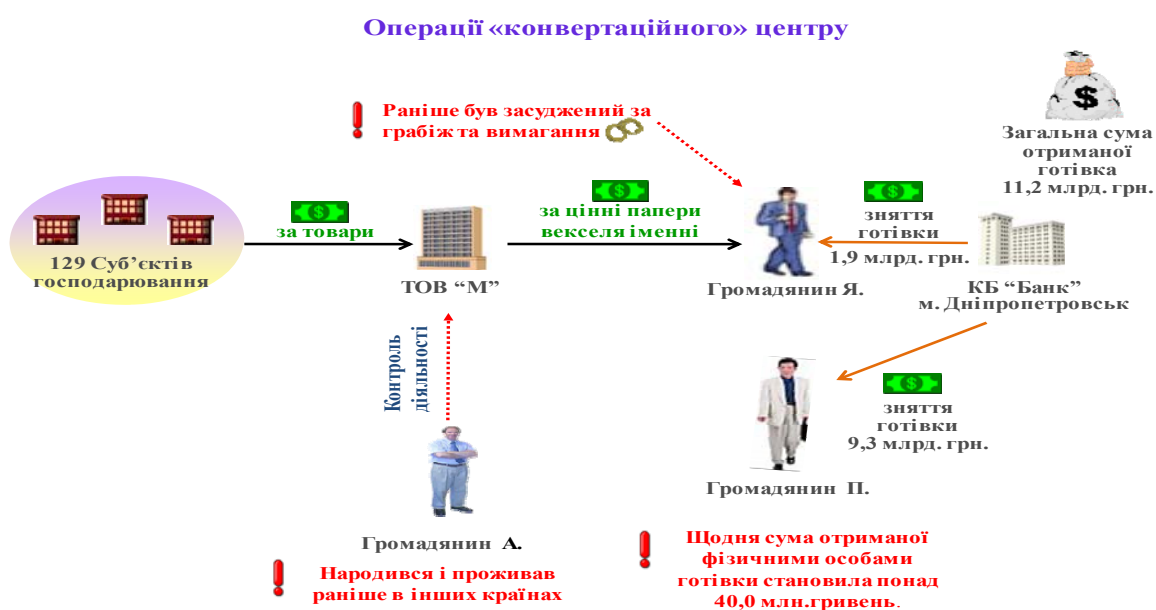 Операції «конвертаційного» центру
Раніше був засуджений за
грабіж та вимагання
$
Загальна сума
отриманої
готівка
11,2 млрд. грн.
129 Суб’єктів
господарювання
$
за товари
ТОВ “М”
$
за цінні папери
векселя іменні
Громадянин Я.
$
зняття
готівки
1,9 млрд. грн.
КБ “Банк”
м. Дніпропетровськ
Контроль
діяльності
$
зняття
готівки
9,3 млрд. грн.
Громадянин П.
Громадянин А.
Народився і проживав
раніше в інших країнах
Щодня сума отриманої
фізичними особами
готівки становила понад
40,0 млн.гривень.